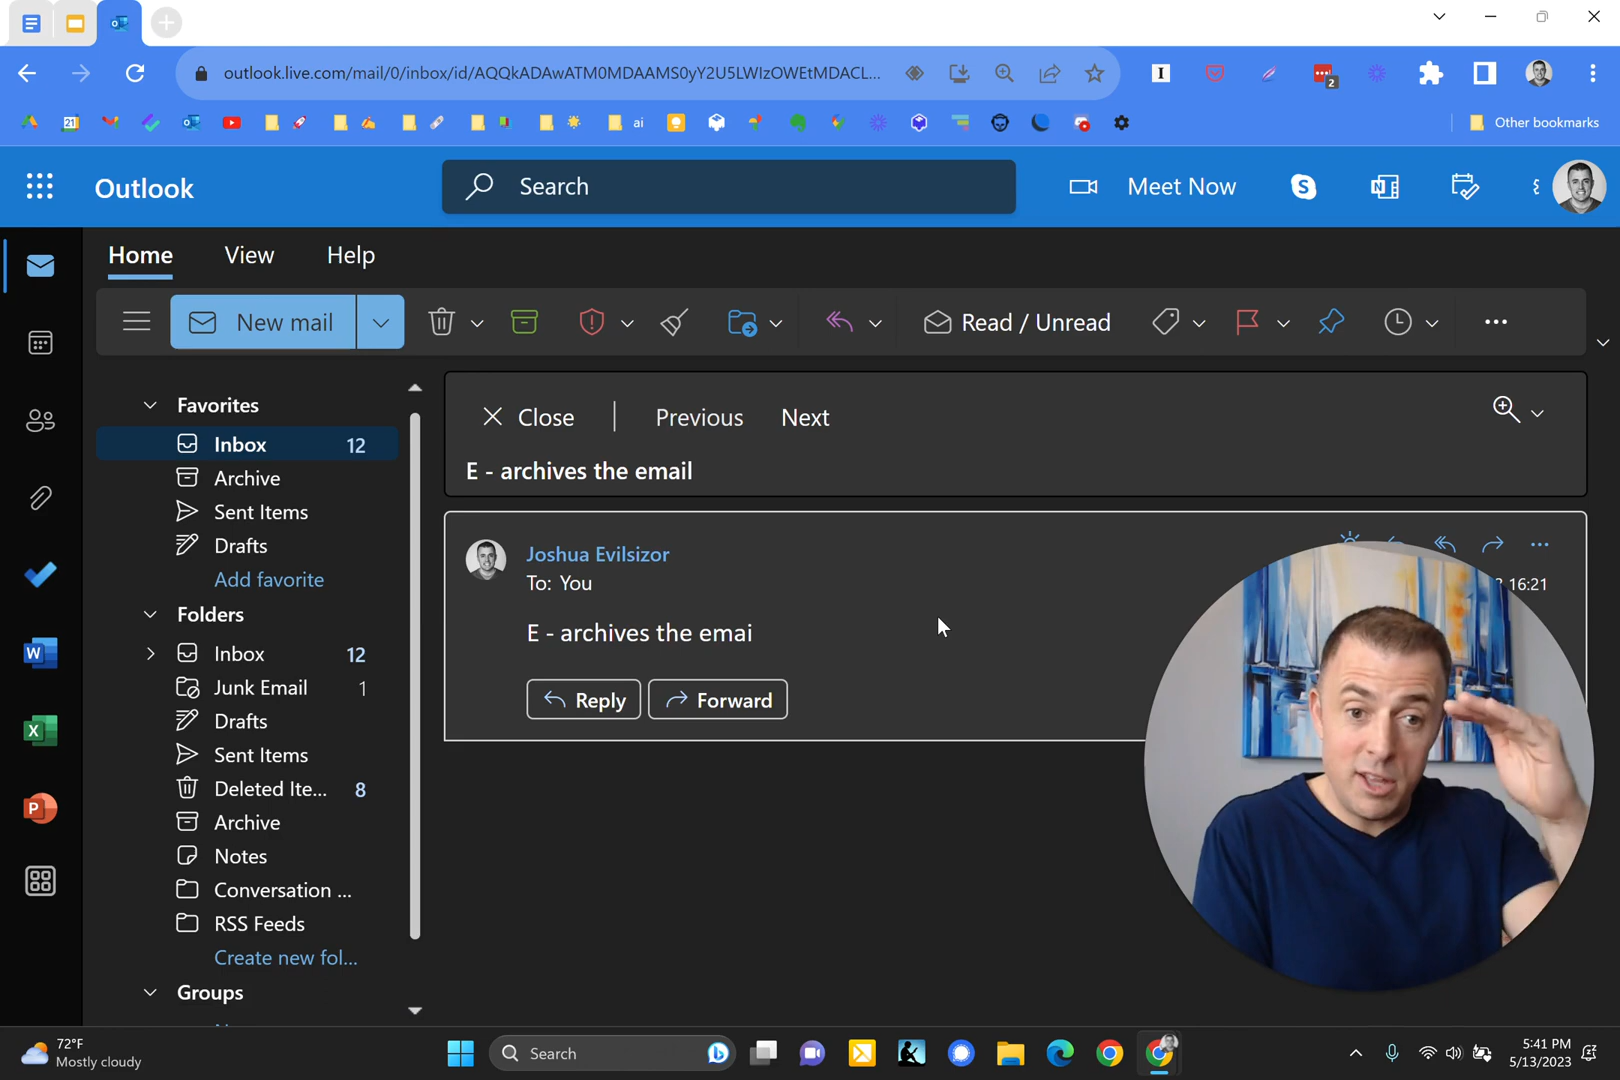 outlook.live.com/mail/0/inbox/id/AQQkADAwATM0MDAAMS0yY2U5LWIzOWEtMDACL...
2
21
ai
Other bookmarks
Outlook
Search
Meet Now
Home
View
Help
New mail
Read / Unread
Favorites
Inbox 12
Archive
Sent Items
Drafts
Add favorite
Folders
Inbox 12
Junk Email 1
Drafts
Sent Items
Deleted Ite... 8
Archive
Notes
Conversation ...
RSS Feeds
Create new fol...
Groups
Close
Previous
Next
E - archives the email
Joshua Evilsizor
To: You
16:21
E - archives the emai
Reply
Forward
72°F
Mostly cloudy
Search
5:41 PM
5/13/2023